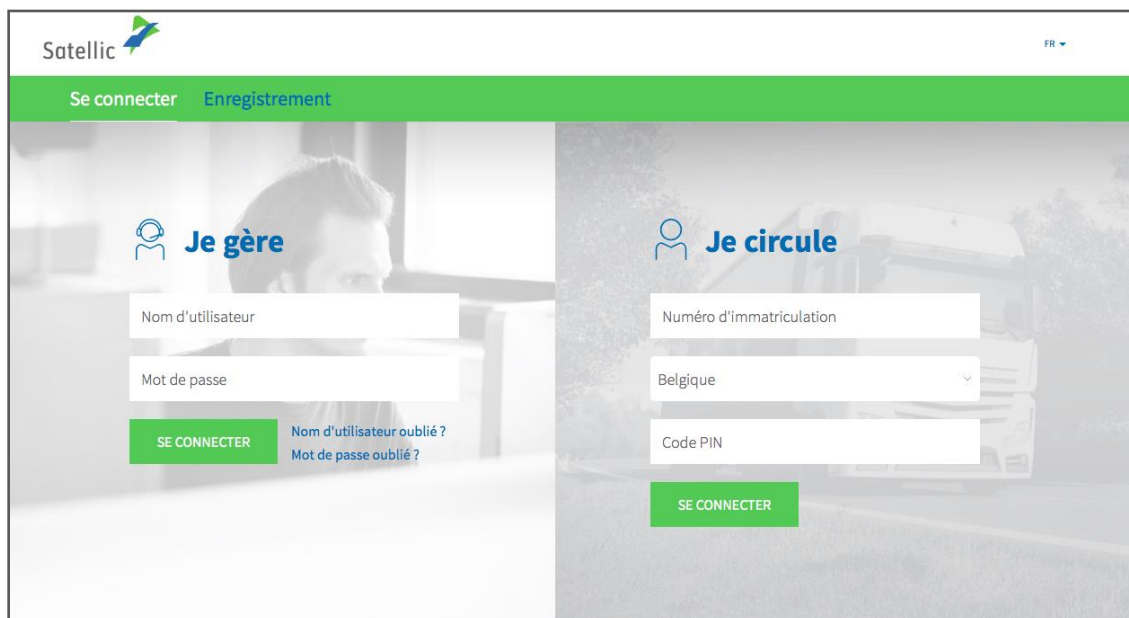 Satellic
FR
Se connecter Enregistrement
Je gère
Nom d'utilisateur
Mot de passe
SE CONNECTER
Nom d'utilisateur oublié ?
Mot de passe oublié ?
Je circule
Numéro d'immatriculation
Belgique
Code PIN
SE CONNECTER